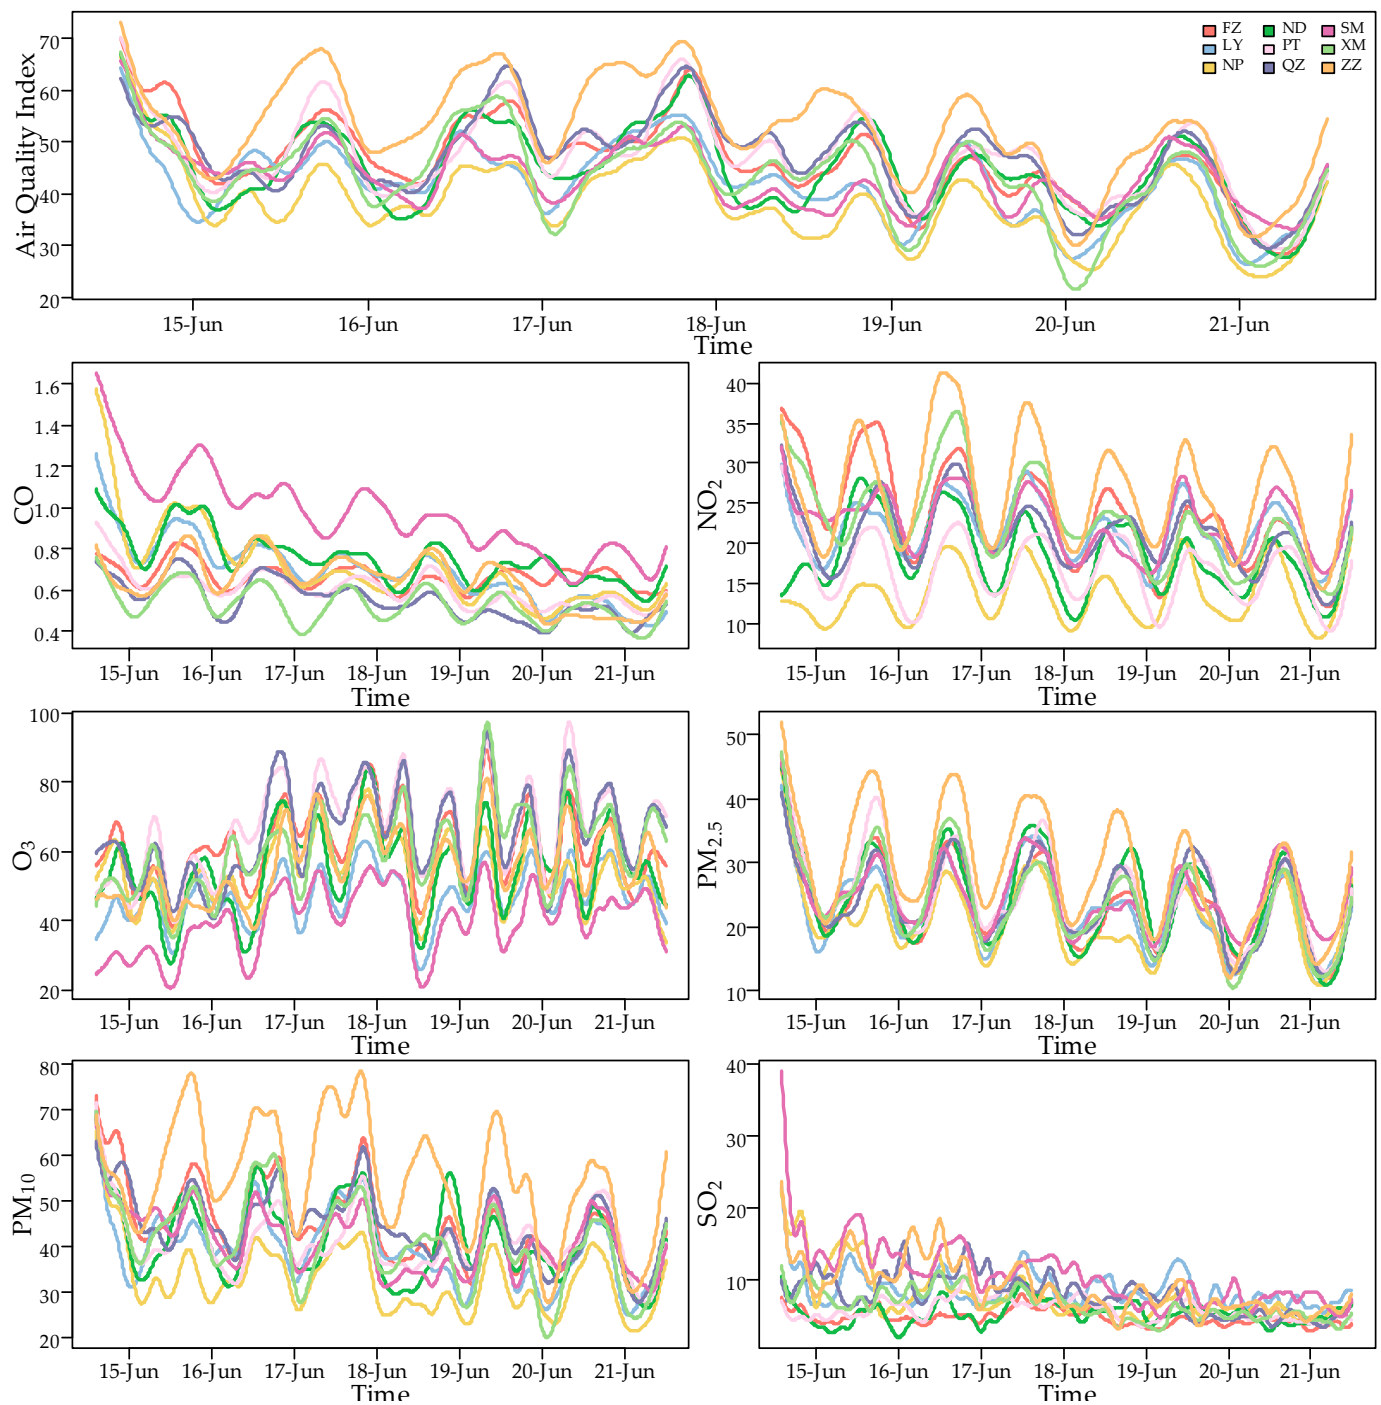 Air Quality Index
70
60
50
40
30
20
FZ ND SM
LY PT XM
NP QZ ZZ
15-Jun 16-Jun 17-Jun 18-Jun 19-Jun 20-Jun 21-Jun
Time
CO
1.6
1.4
1.2
1.0
0.8
0.6
0.4
15-Jun 16-Jun 17-Jun 18-Jun 19-Jun 20-Jun 21-Jun
Time
NO2
40
35
30
25
20
15
10
15-Jun 16-Jun 17-Jun 18-Jun 19-Jun 20-Jun 21-Jun
Time
O3
100
80
60
40
20
15-Jun 16-Jun 17-Jun 18-Jun 19-Jun 20-Jun 21-Jun
Time
PM2.5
50
40
30
20
10
15-Jun 16-Jun 17-Jun 18-Jun 19-Jun 20-Jun 21-Jun
Time
PM10
80
70
60
50
40
30
20
15-Jun 16-Jun 17-Jun 18-Jun 19-Jun 20-Jun 21-Jun
Time
SO2
40
30
20
10
15-Jun 16-Jun 17-Jun 18-Jun 19-Jun 20-Jun 21-Jun
Time